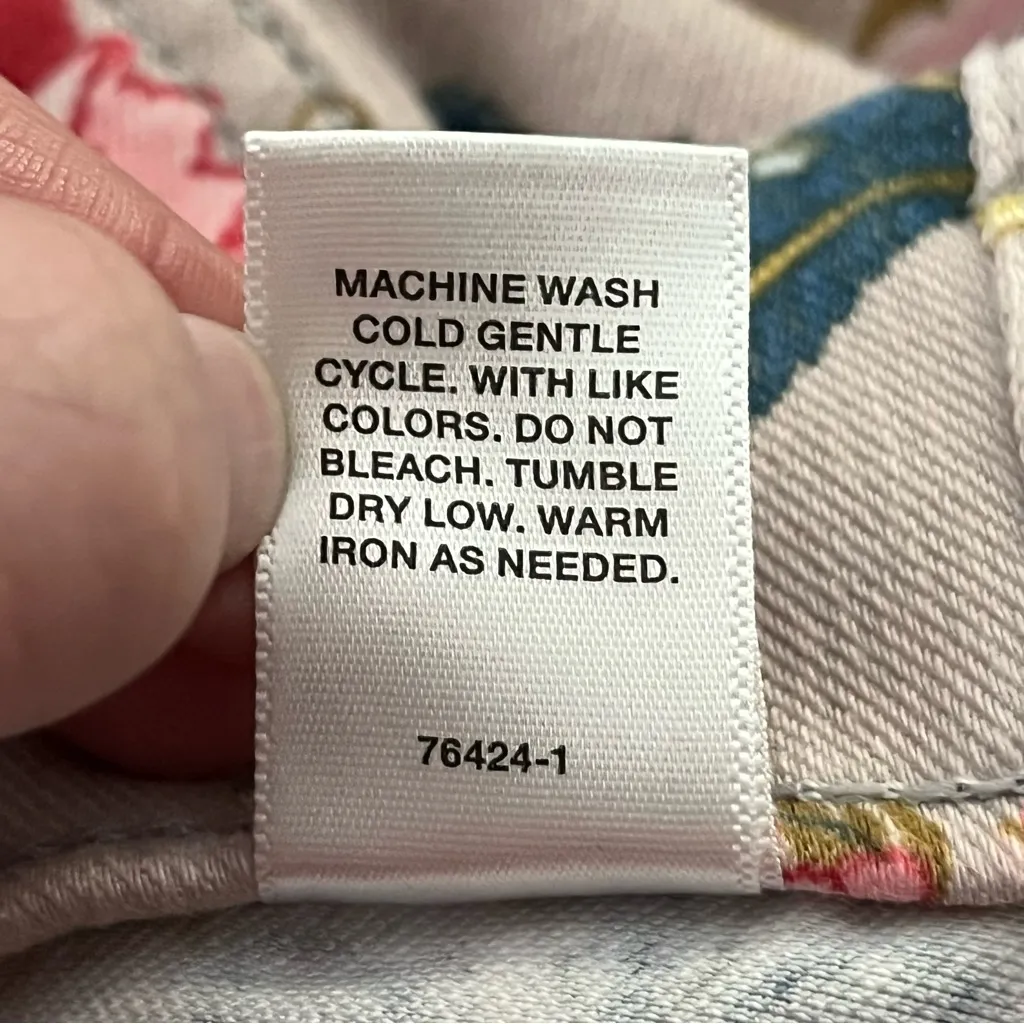 MACHINE WASH
COLD GENTLE
CYCLE. WITH LIKE
COLORS. DO NOT
BLEACH. TUMBLE
DRY LOW. WARM
IRON AS NEEDED.
76424-1